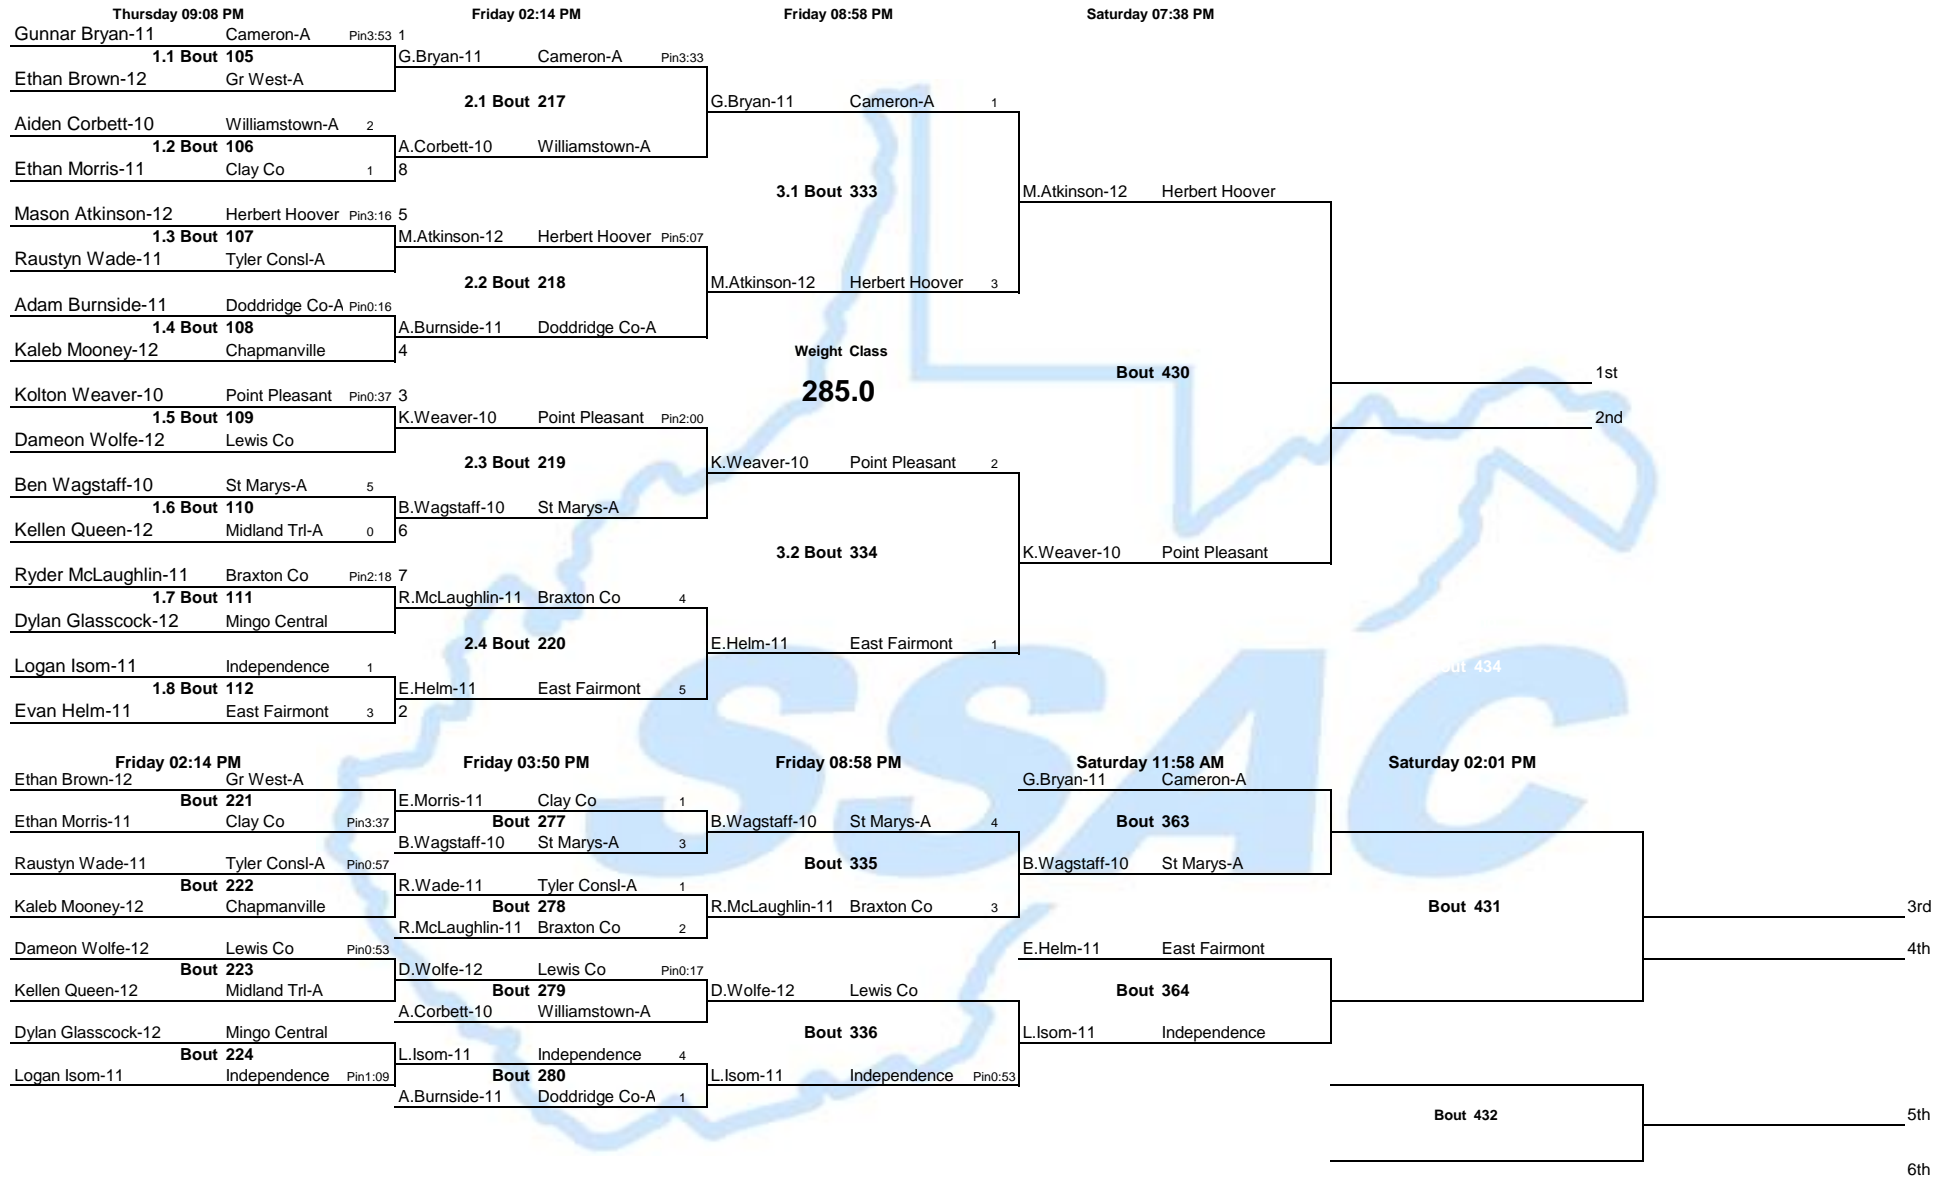 Thursday 09:08 PM Friday 02:14 PM Friday 08:58 PM Saturday 07:38 PM
Gunnar Bryan-11 Cameron-A Pin3:53 1
1.1 Bout 105 G.Bryan-11 Cameron-A Pin3:33
Ethan Brown-12 Gr West-A
2.1 Bout 217 G.Bryan-11 Cameron-A 1
Aiden Corbett-10 Williamstown-A 2
1.2 Bout 106 A.Corbett-10 Williamstown-A
Ethan Morris-11 Clay Co 1 8
3.1 Bout 333 M.Atkinson-12 Herbert Hoover
Mason Atkinson-12 Herbert Hoover Pin3:16 5
1.3 Bout 107 M.Atkinson-12 Herbert Hoover Pin5:07
Raustyn Wade-11 Tyler Consl-A
2.2 Bout 218 M.Atkinson-12 Herbert Hoover 3
Adam Burnside-11 Doddridge Co-A Pin0:16
1.4 Bout 108 A.Burnside-11 Doddridge Co-A
Kaleb Mooney-12 Chapmanville 4 Weight Class
Bout 430 1st
Kolton Weaver-10 Point Pleasant Pin0:37 3 285.0
1.5 Bout 109 K.Weaver-10 Point Pleasant Pin2:00 2nd
Dameon Wolfe-12 Lewis Co
2.3 Bout 219 K.Weaver-10 Point Pleasant 2
Ben Wagstaff-10 St Marys-A 5
1.6 Bout 110 B.Wagstaff-10 St Marys-A
Kellen Queen-12 Midland Trl-A 0 6
3.2 Bout 334 K.Weaver-10 Point Pleasant
Ryder McLaughlin-11 Braxton Co Pin2:18 7
1.7 Bout 111 R.McLaughlin-11 Braxton Co 4
Dylan Glasscock-12 Mingo Central
2.4 Bout 220 E.Helm-11 East Fairmont 1
Logan Isom-11 Independence 1 434
1.8 Bout 112 E.Helm-11 East Fairmont 5
Evan Helm-11 East Fairmont 3 2
SSAC
Friday 02:14 PM Friday 03:50 PM Friday 08:58 PM Saturday 11:58 AM Saturday 02:01 PM
Ethan Brown-12 Gr West-A G.Bryan-11 Cameron-A
Bout 221 E.Morris-11 Clay Co 1
Ethan Morris-11 Clay Co Pin3:37 Bout 277 B.Wagstaff-10 St Marys-A 4 Bout 363
B.Wagstaff-10 St Marys-A 3
Raustyn Wade-11 Tyler Consl-A Pin0:57 Bout 335 B.Wagstaff-10 St Marys-A
Bout 222 R.Wade-11 Tyler Consl-A 1
Kaleb Mooney-12 Chapmanville Bout 278 R.McLaughlin-11 Braxton Co 3 Bout 431 3rd
R.McLaughlin-11 Braxton Co 2
Dameon Wolfe-12 Lewis Co Pin0:53 E.Helm-11 East Fairmont 4th
Bout 223 D.Wolfe-12 Lewis Co Pin0:17
Kellen Queen-12 Midland Trl-A Bout 279 D.Wolfe-12 Lewis Co Bout 364
A.Corbett-10 Williamstown-A
Dylan Glasscock-12 Mingo Central Bout 336 L.Isom-11 Independence
Bout 224 L.Isom-11 Independence 4
Logan Isom-11 Independence Pin1:09 Bout 280 L.Isom-11 Independence Pin0:53
A.Burnside-11 Doddridge Co-A 1
Bout 432 5th
6th